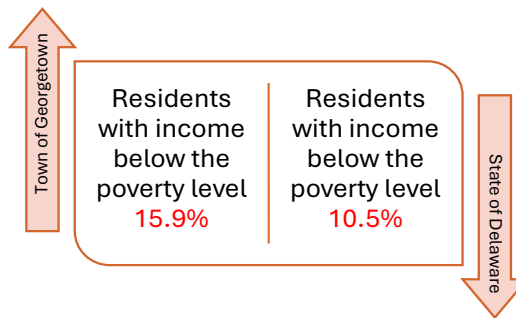 Town of Georgetown
Residents
with income
below the
poverty level
15.9%
Residents
with income
below the
poverty level
10.5%
State of Delaware